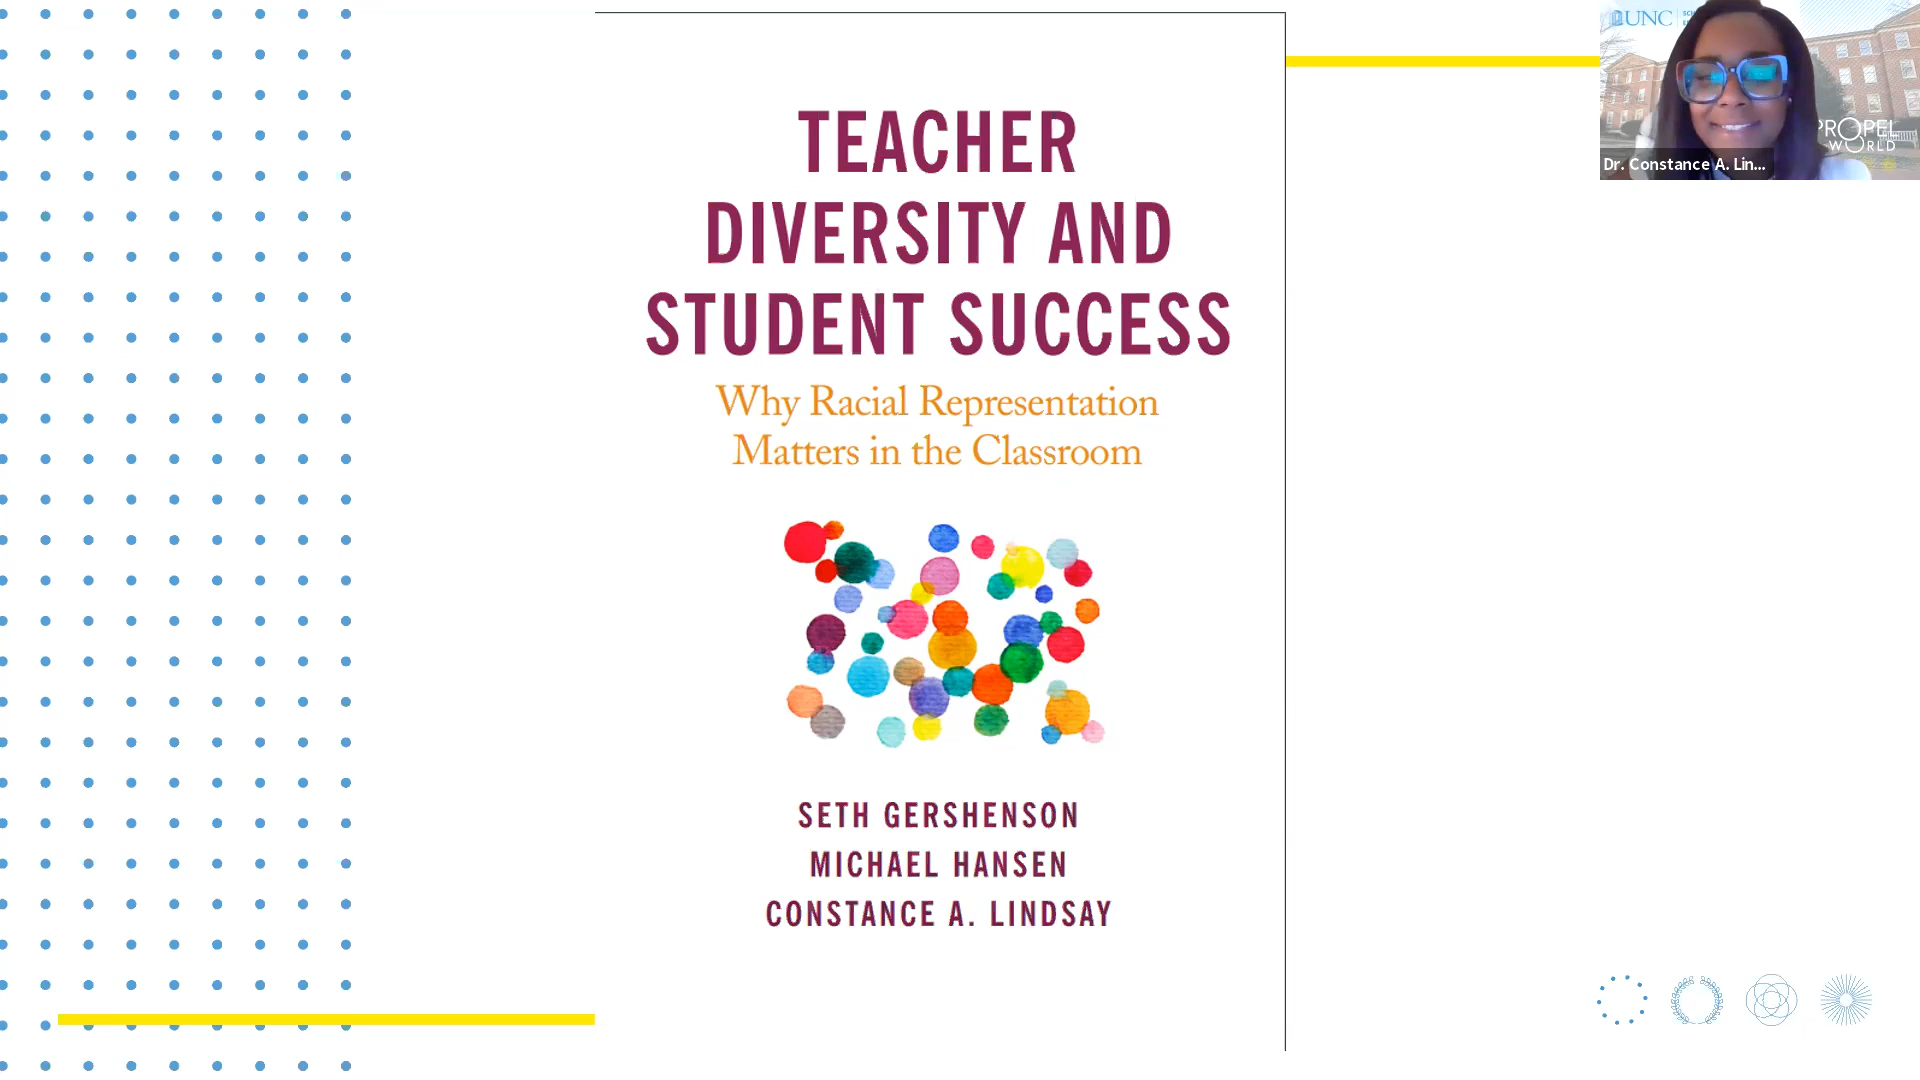 TEACHER
DIVERSITY AND
STUDENT SUCCESS
Why Racial Representation
Matters in the Classroom
SETH GERSHENSON
MICHAEL HANSEN
CONSTANCE A. LINDSAY
UNC
PROPEL
WORLD
Dr. Constance A. Lin...